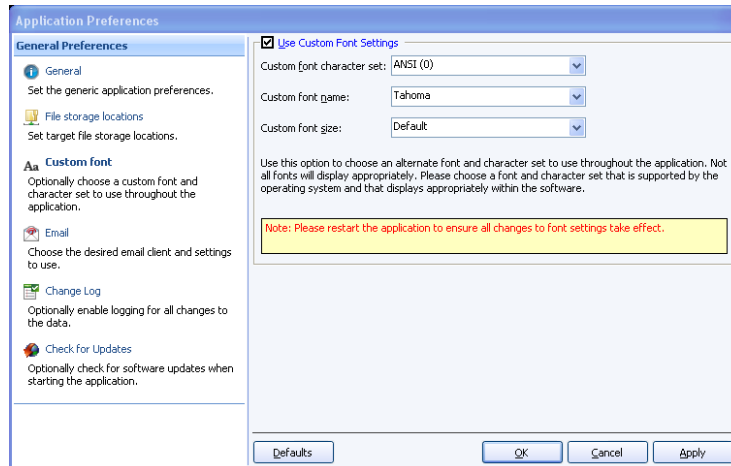 Application Preferences
General Preferences
General
Set the generic application preferences.
File storage locations
Set target file storage locations.
Aa Custom font
Optionally choose a custom font and
character set to use throughout the
application.
Email
Choose the desired email client and settings
to use.
Change Log
Optionally enable logging for all changes to
the data.
Check for Updates
Optionally check for software updates when
starting the application.
Use Custom Font Settings
Custom font character set: ANSI (0)
Custom font name: Tahoma
Custom font size: Default
Use this option to choose an alternate font and character set to use throughout the application. Not
all fonts will display appropriately. Please choose a font and character set that is supported by the
operating system and that displays appropriately within the software.
Note: Please restart the application to ensure all changes to font settings take effect.
Defaults OK Cancel Apply